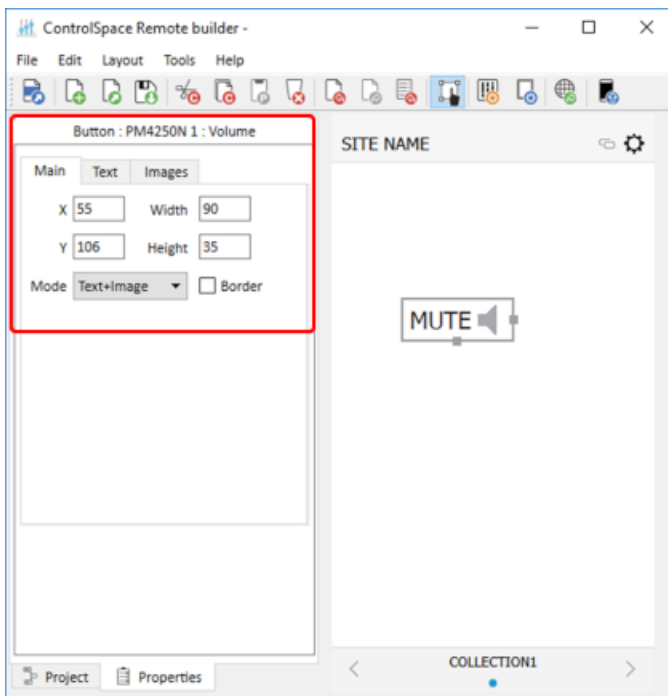 ControlSpace Remote builder -
File Edit Layout Tools Help
Button : PM4250N 1 : Volume
Main Text Images
X 55 Width 90
Y 106 Height 35
Mode Text+Image Border
SITE NAME
MUTE
COLLECTION1
Project Properties